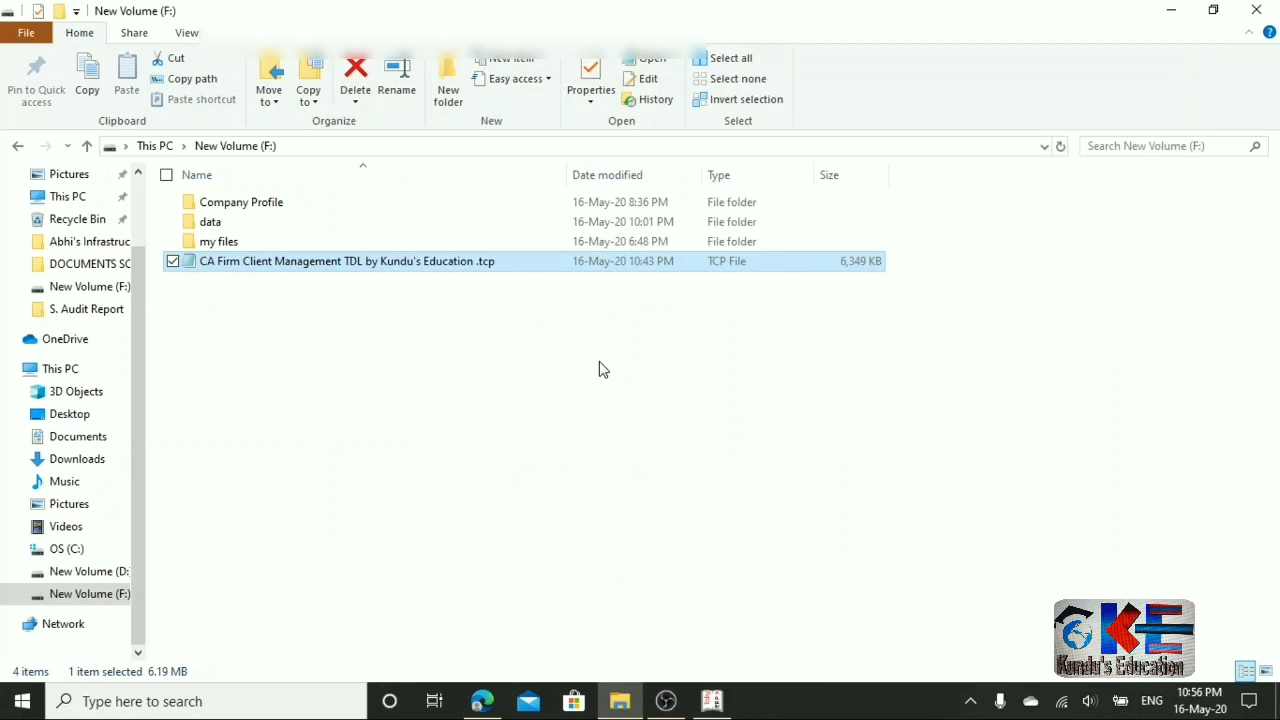 New Volume (F:)
File Home Share View
Pin to Quick access
Copy
Paste
Cut
Copy path
Paste shortcut
Clipboard
Move to
Copy to
Delete
Rename
Organize
New folder
New item
Easy access
New
Properties
Open
Edit
History
Open
Select all
Select none
Invert selection
Select
This PC > New Volume (F:)
Search New Volume (F:)
Name Date modified Type Size
Company Profile 16-May-20 8:36 PM File folder
data 16-May-20 10:01 PM File folder
my files 16-May-20 6:48 PM File folder
CA Firm Client Management TDL by Kundu's Education .tcp 16-May-20 10:43 PM TCP File 6,349 KB
Pictures
This PC
Recycle Bin
Abhi's Infrastruc
DOCUMENTS SC
New Volume (F:)
S. Audit Report
OneDrive
This PC
3D Objects
Desktop
Documents
Downloads
Music
Pictures
Videos
OS (C:)
New Volume (D:
New Volume (F:)
Network
KE
Kundu's Education
4 items 1 item selected 6.19 MB
Type here to search
ENG
10:56 PM
16-May-20